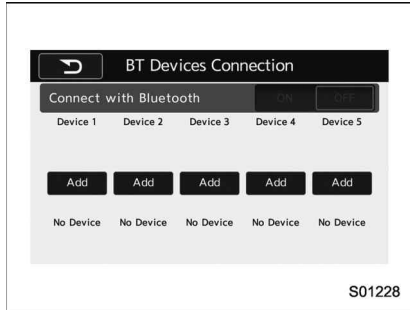 BT Devices Connection
Connect with Bluetooth ON OFF
Device 1 Device 2 Device 3 Device 4 Device 5
Add Add Add Add Add
No Device No Device No Device No Device No Device
S01228